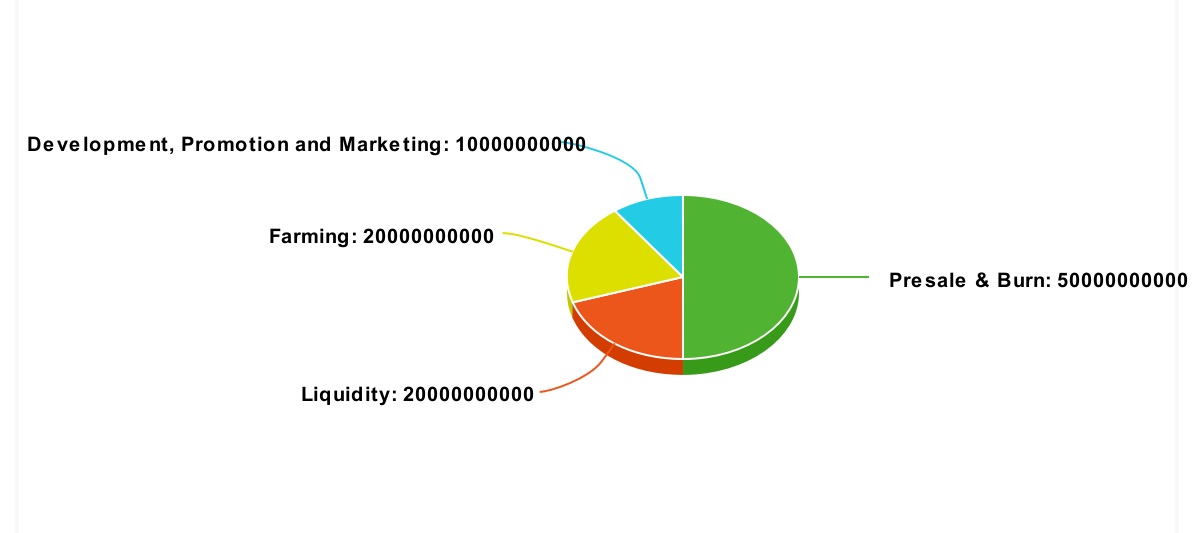 Development, Promotion and Marketing: 10000000000
Farming: 20000000000
Presale & Burn: 50000000000
Liquidity: 20000000000